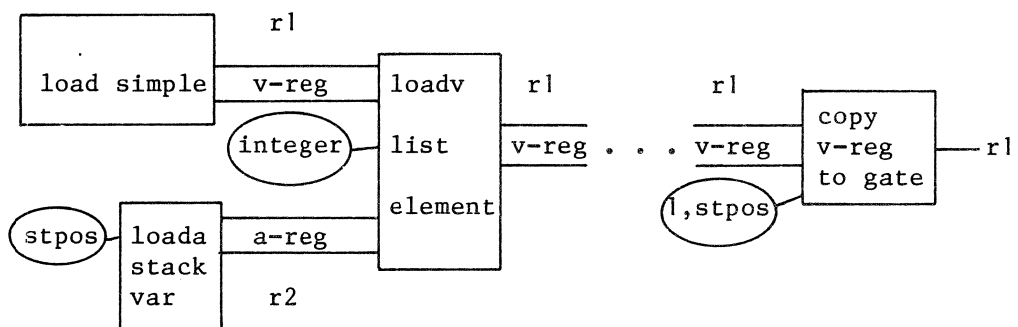 r1
load simple
v-reg
integer
stpos
loada
stack
var
a-reg
r2
loadv
list
element
r1
v-reg . . . v-reg
r1
copy
v-reg
to gate
1,stpos
r1